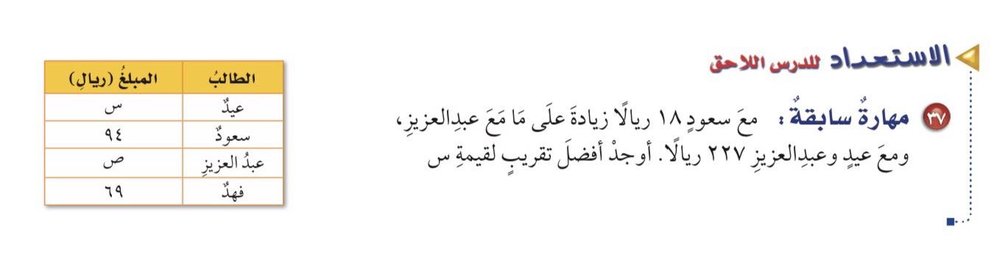 الاستعداد للدرس اللاحق
٣٧ مهارةٌ سابقةٌ : معَ سعودٍ ١٨ ريالًا زيادةَ علَى مَا مَعَ عبدِالعزيزِ،
ومعَ عيدٍ وعبدِالعزيزِ ٢٢٧ ريالًا. أوجدْ أفضلَ تقريبٍ لقيمةِ س
الطالبُ المبلغُ (ريالِ)
عيدٌ س
سعودٌ ٩٤
عبدُ العزيزِ ص
فهدٌ ٦٩